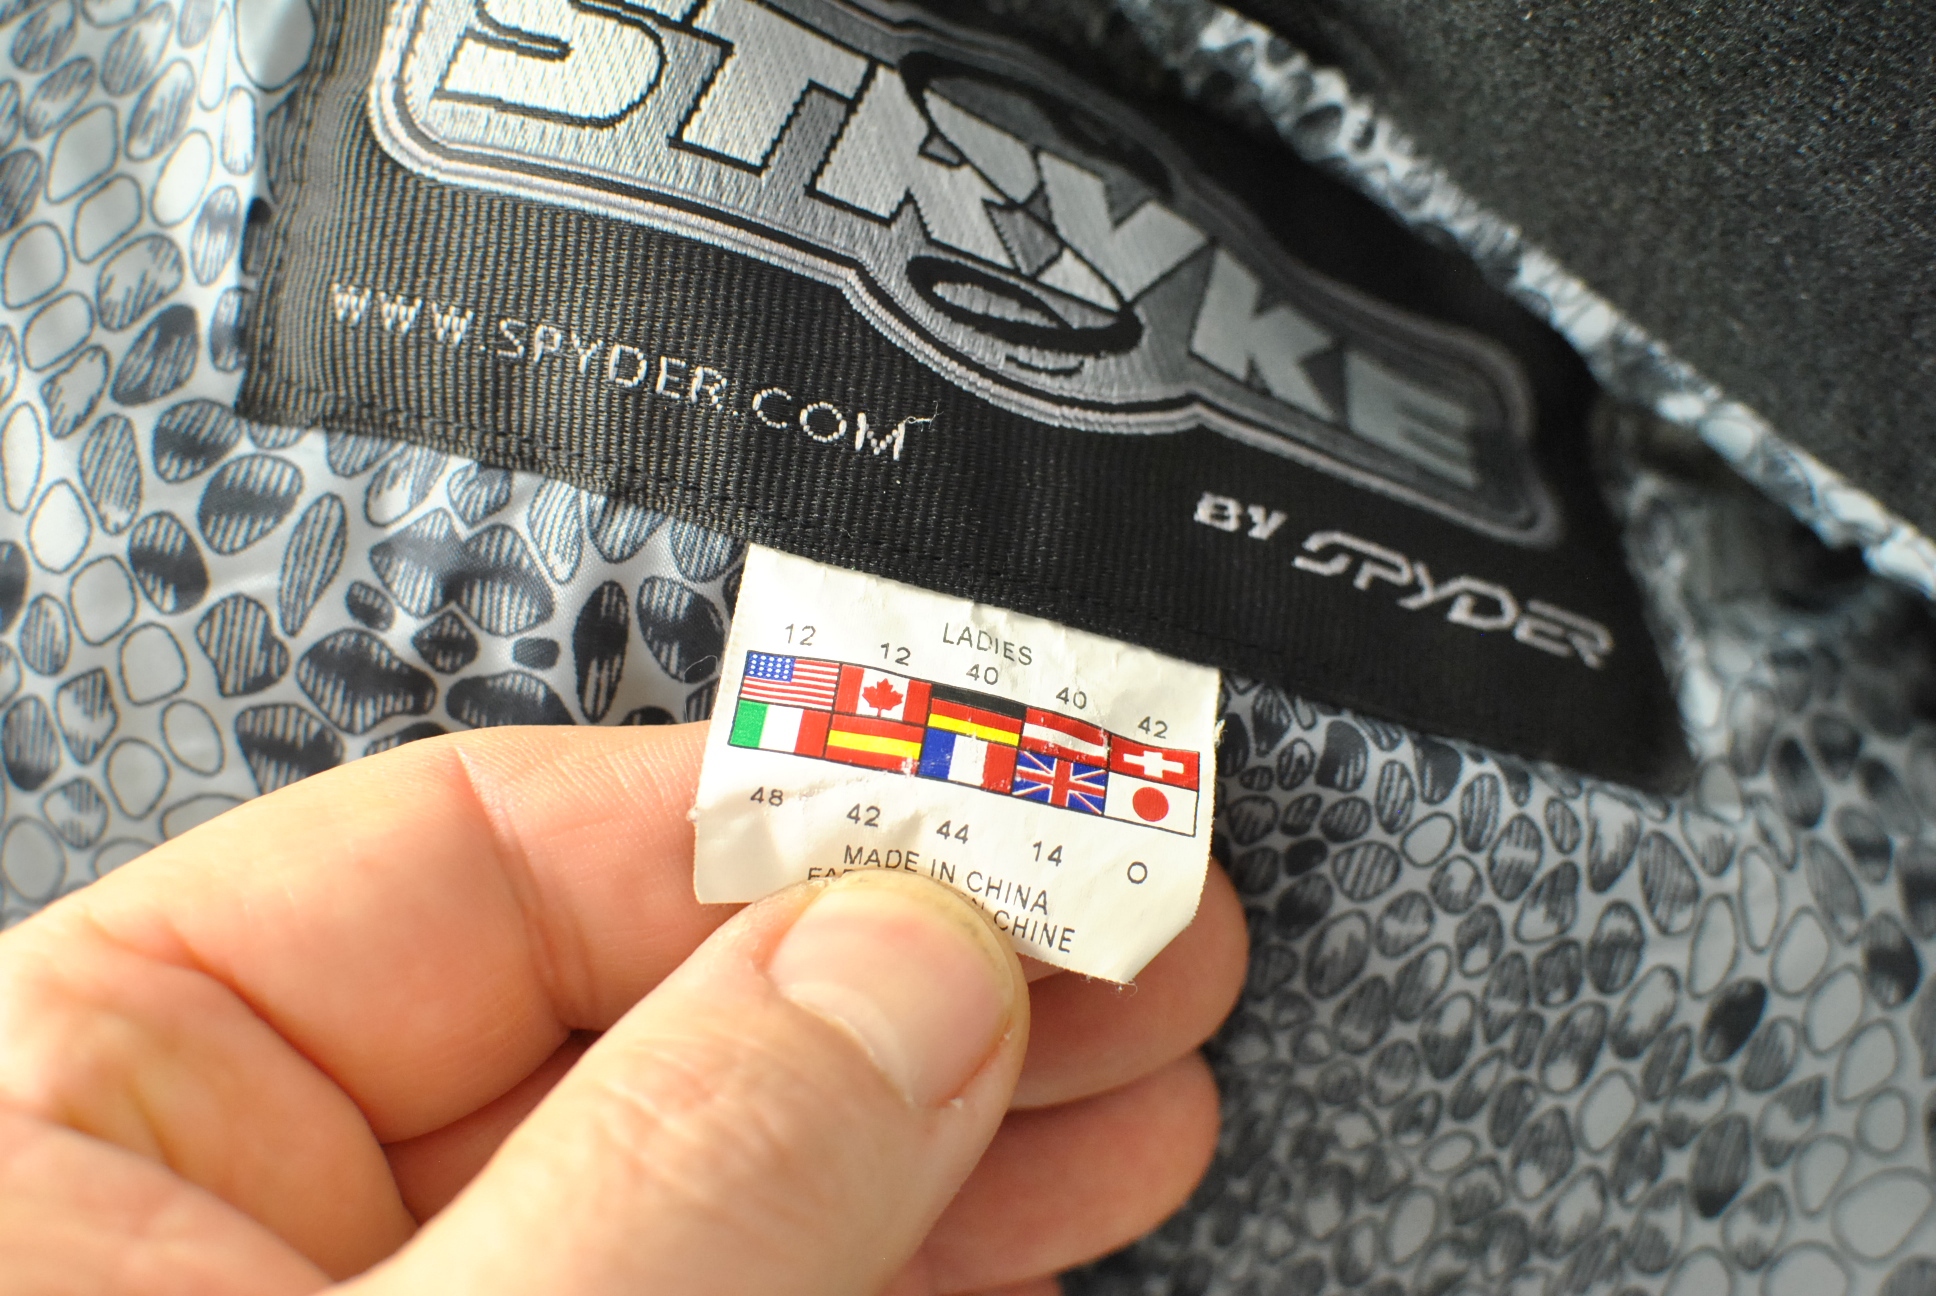 STRYKE
WWW.SPYDER.COM
BY SPYDER
LADIES
12 12 40 40 42
48 42 44 14 O
MADE IN CHINA
CHINE